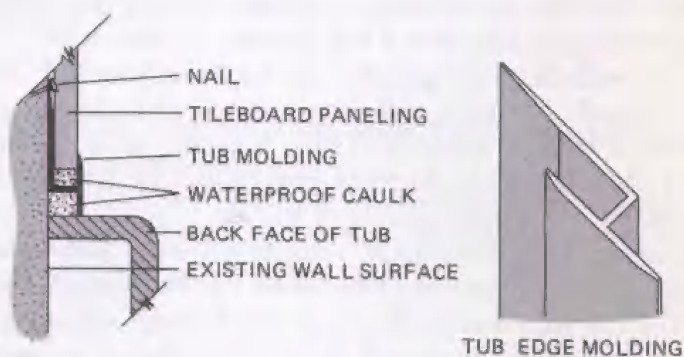 NAIL
TILEBOARD PANELING
TUB MOLDING
WATERPROOF CAULK
BACK FACE OF TUB
EXISTING WALL SURFACE
TUB EDGE MOLDING